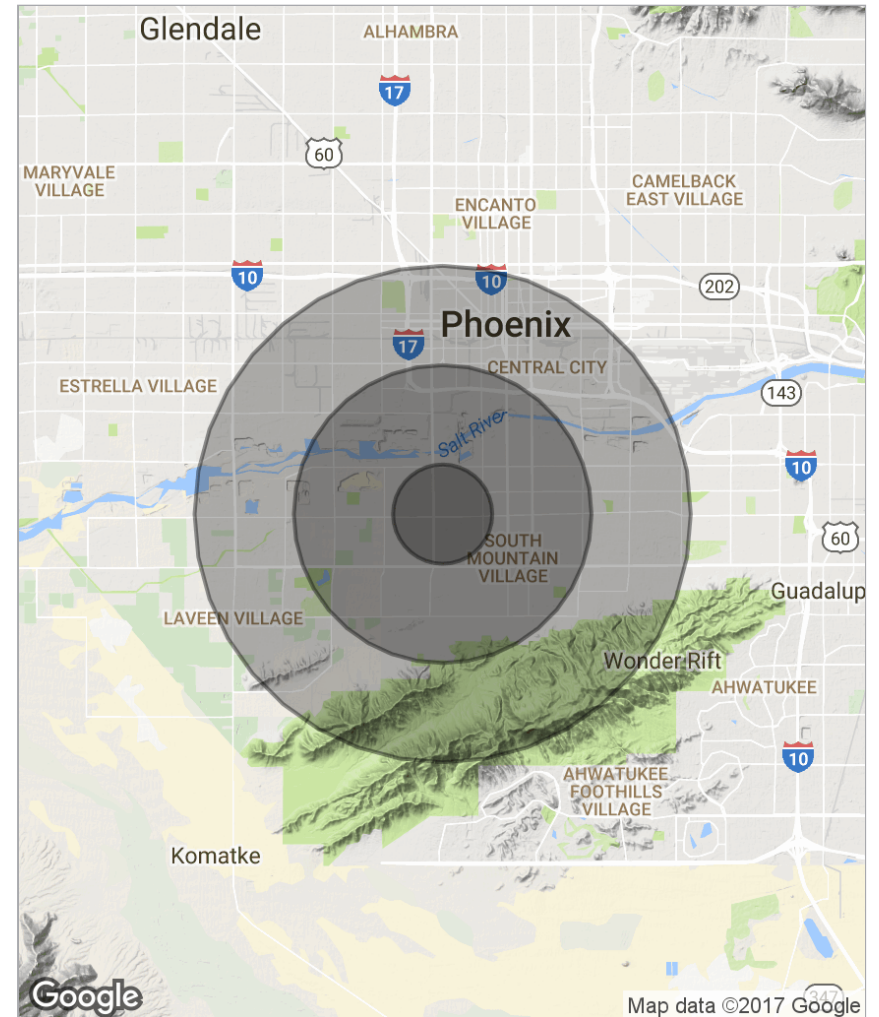 Glendale
ALHAMBRA
17
60
MARYVALE
VILLAGE
CAMELBACK
EAST VILLAGE
ENCANTO
VILLAGE
10
10
202
Phoenix
17
CENTRAL CITY
ESTRELLA VILLAGE
143
Salt River
10
60
SOUTH
MOUNTAIN
VILLAGE
Guadalup
LAVEEN VILLAGE
Wonder Rift
AHWATUKEE
10
AHWATUKEE
FOOTHILLS
VILLAGE
Komatke
347
Google
Map data ©2017 Google